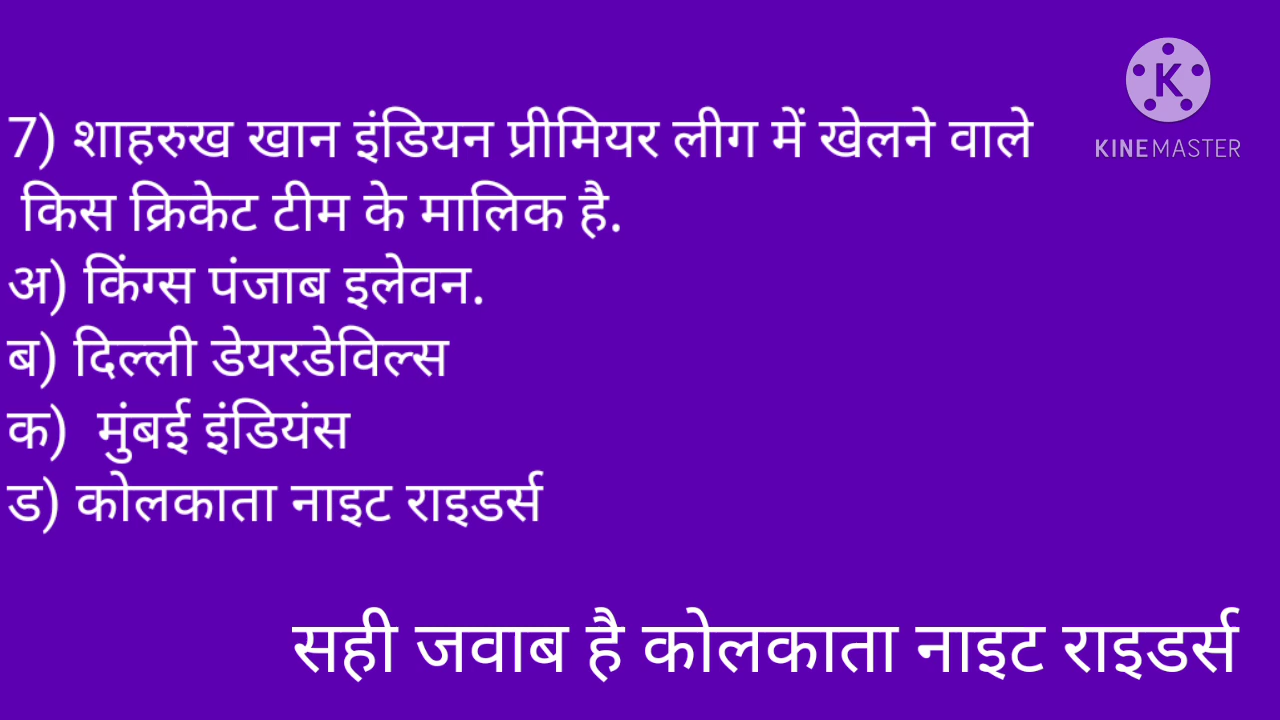 7) शाहरुख खान इंडियन प्रीमियर लीग में खेलने वाले
किस क्रिकेट टीम के मालिक है.
अ) किंग्स पंजाब इलेवन.
ब) दिल्ली डेयरडेविल्स
क) मुंबई इंडियंस
ड) कोलकाता नाइट राइडर्स
सही जवाब है कोलकाता नाइट राइडर्स
K
KINEMASTER